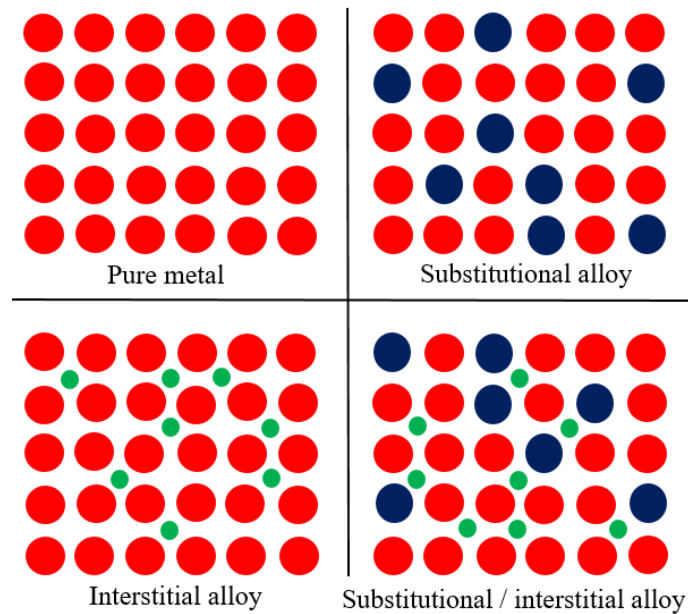 Pure metal
Substitutional alloy
Interstitial alloy
Substitutional / interstitial alloy